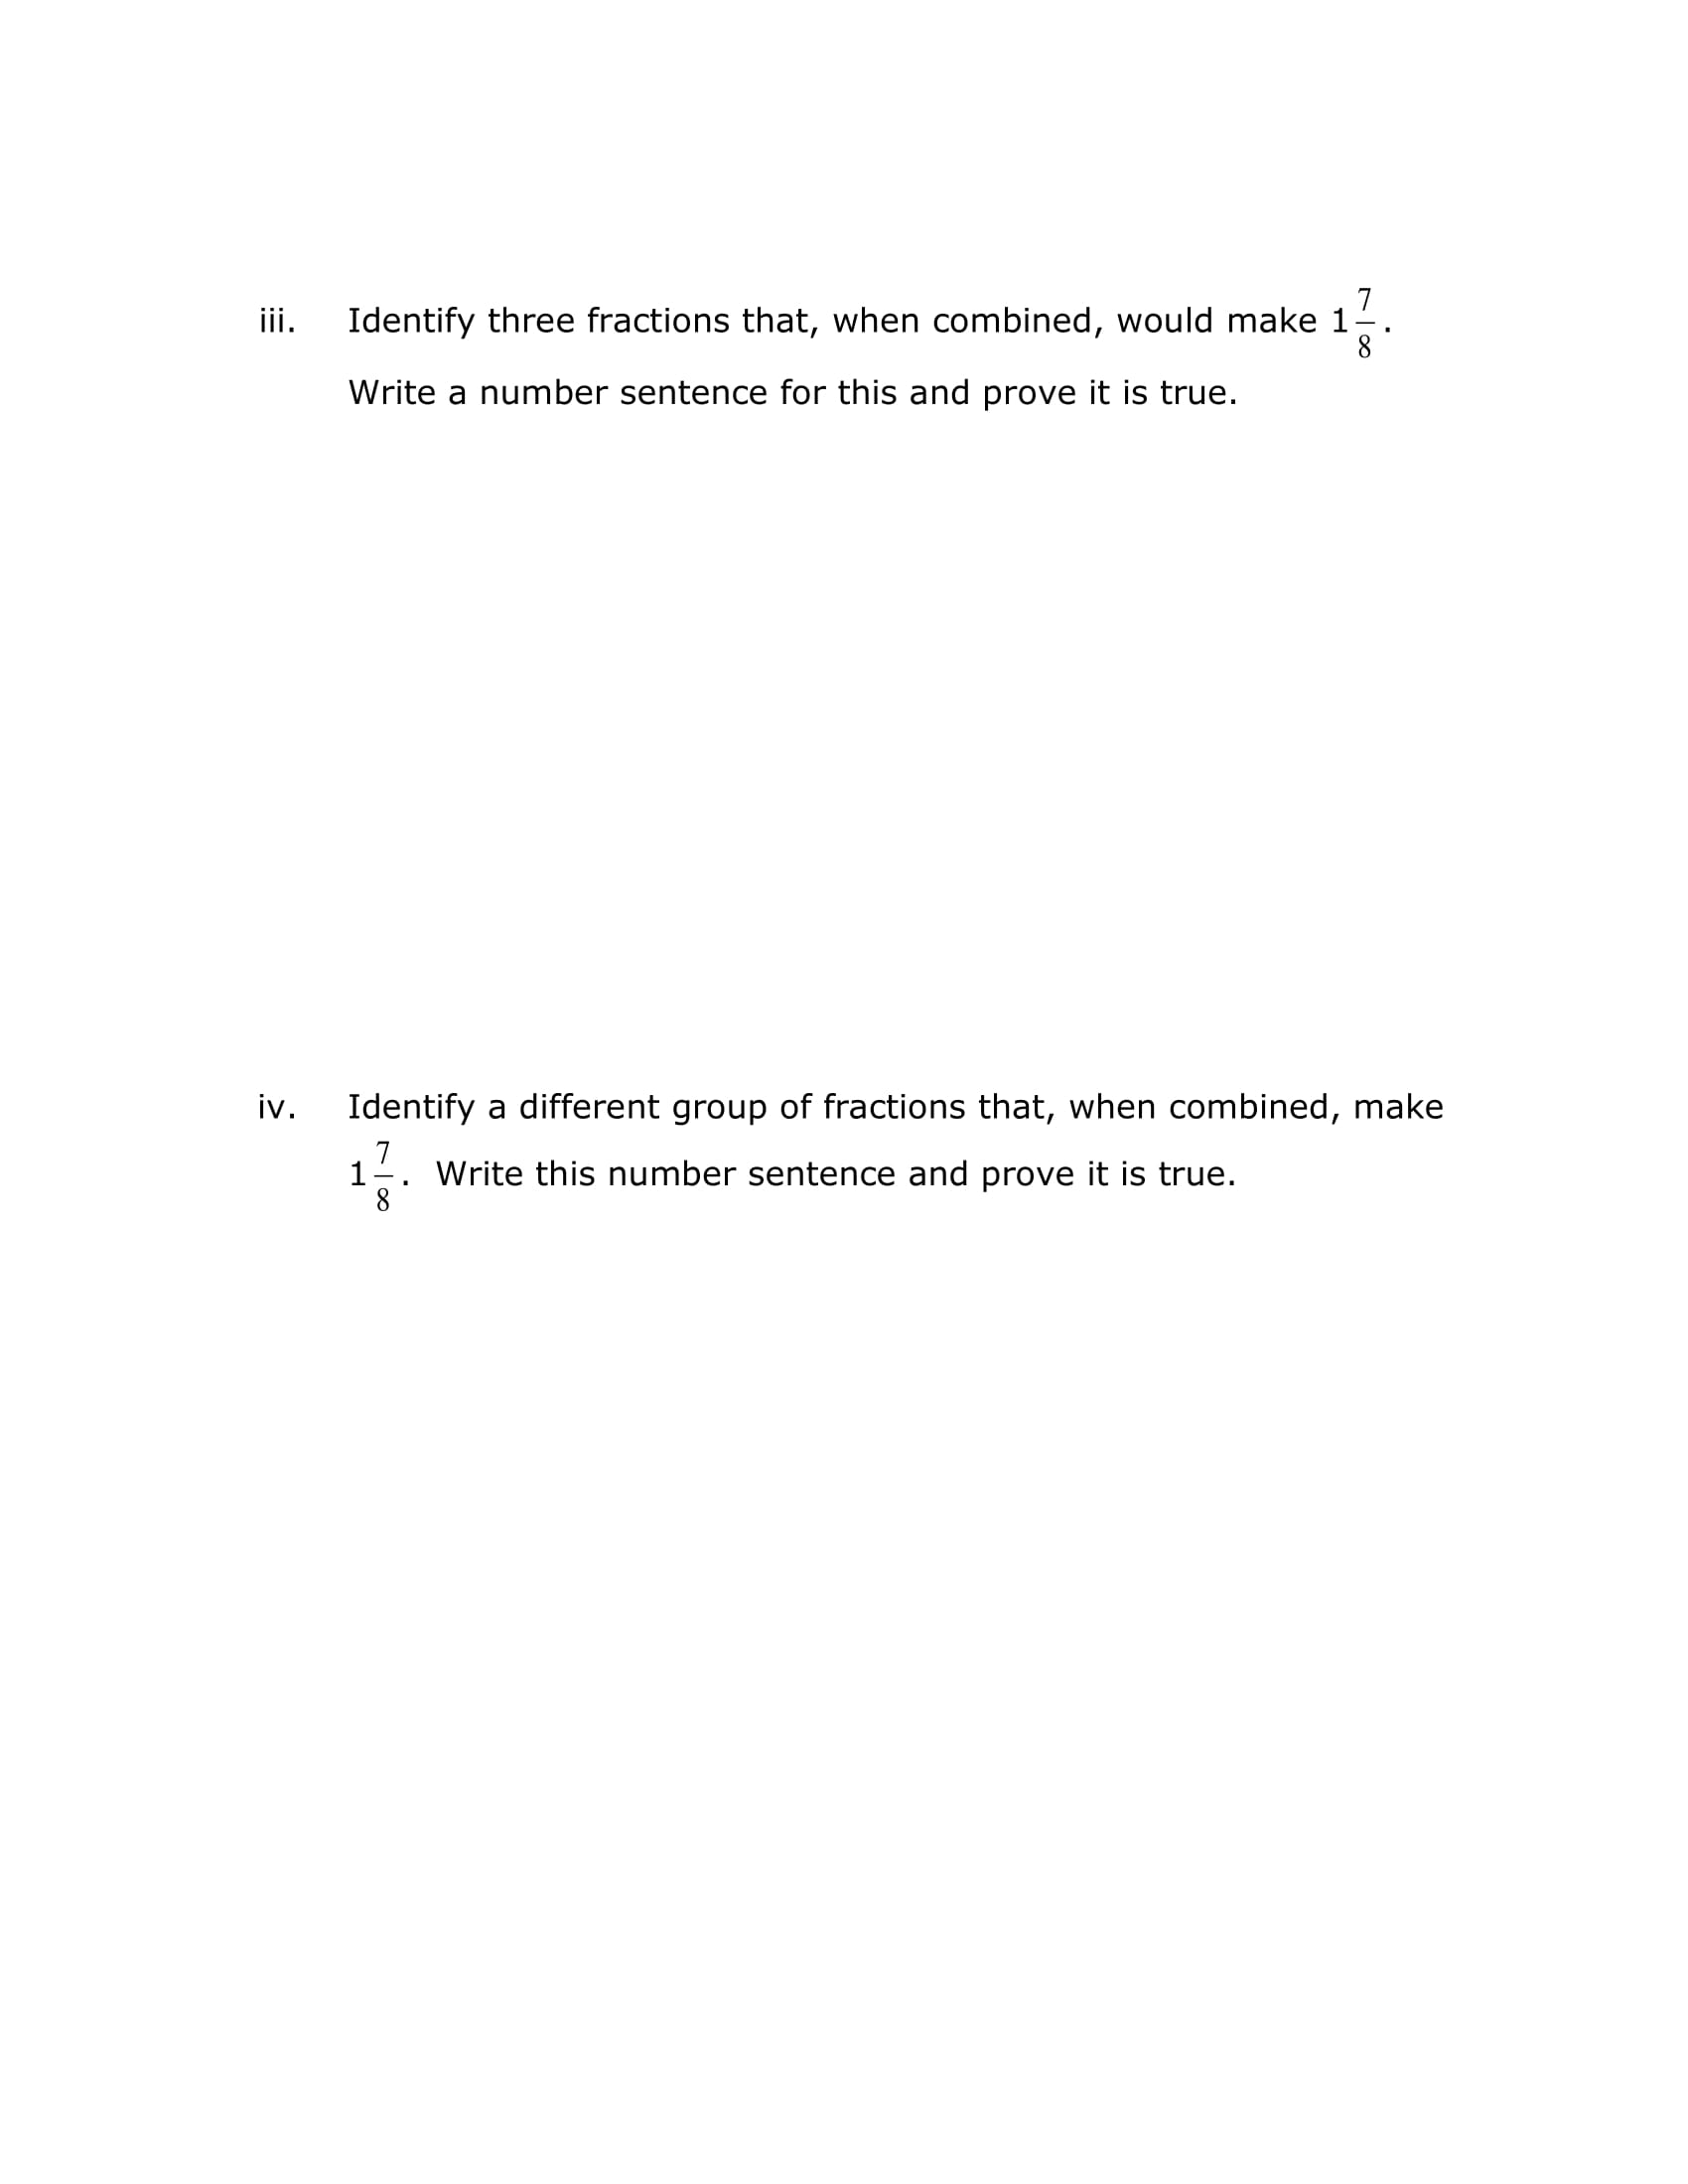 iii. Identify three fractions that, when combined, would make 1 7/8.
Write a number sentence for this and prove it is true.
iv. Identify a different group of fractions that, when combined, make
1 7/8. Write this number sentence and prove it is true.